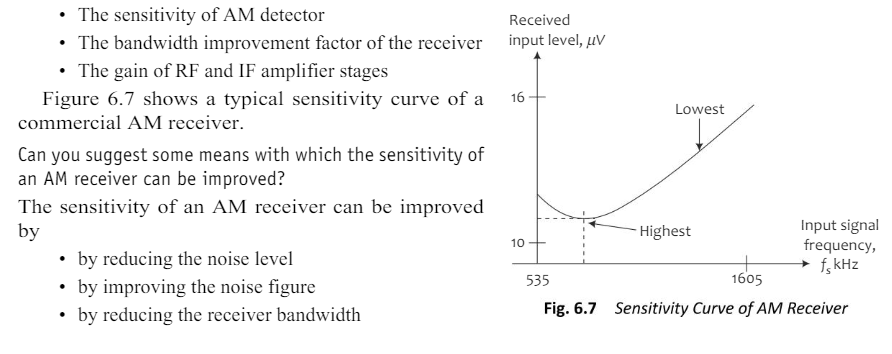 • The sensitivity of AM detector
• The bandwidth improvement factor of the receiver
• The gain of RF and IF amplifier stages
Figure 6.7 shows a typical sensitivity curve of a
commercial AM receiver.
Can you suggest some means with which the sensitivity of
an AM receiver can be improved?
The sensitivity of an AM receiver can be improved
by
• by reducing the noise level
• by improving the noise figure
• by reducing the receiver bandwidth
Received
input level, μV
16
Lowest
Highest
10
Input signal
frequency,
fs kHz
535
1605
Fig. 6.7 Sensitivity Curve of AM Receiver